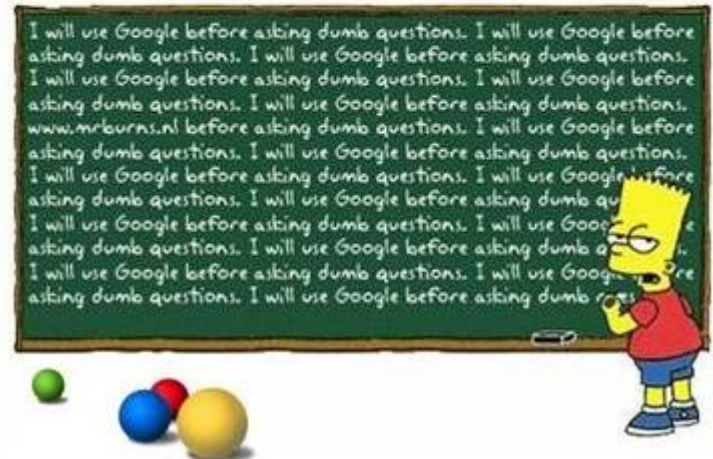 I will use Google before asking dumb questions. I will use Google before
asking dumb questions. I will use Google before asking dumb questions.
I will use Google before asking dumb questions. I will use Google before
asking dumb questions. I will use Google before asking dumb questions.
www.mrburns.nl before asking dumb questions. I will use Google before
asking dumb questions. I will use Google before asking dumb questions.
I will use Google before asking dumb questions. I will use Google
asking dumb questions. I will use Google before asking dumb
I will use Google before asking dumb questions. I will use
asking dumb questions. I will use Google before asking dumb
I will use Google before asking dumb questions. I will use
asking dumb questions. I will use Google before asking dumb